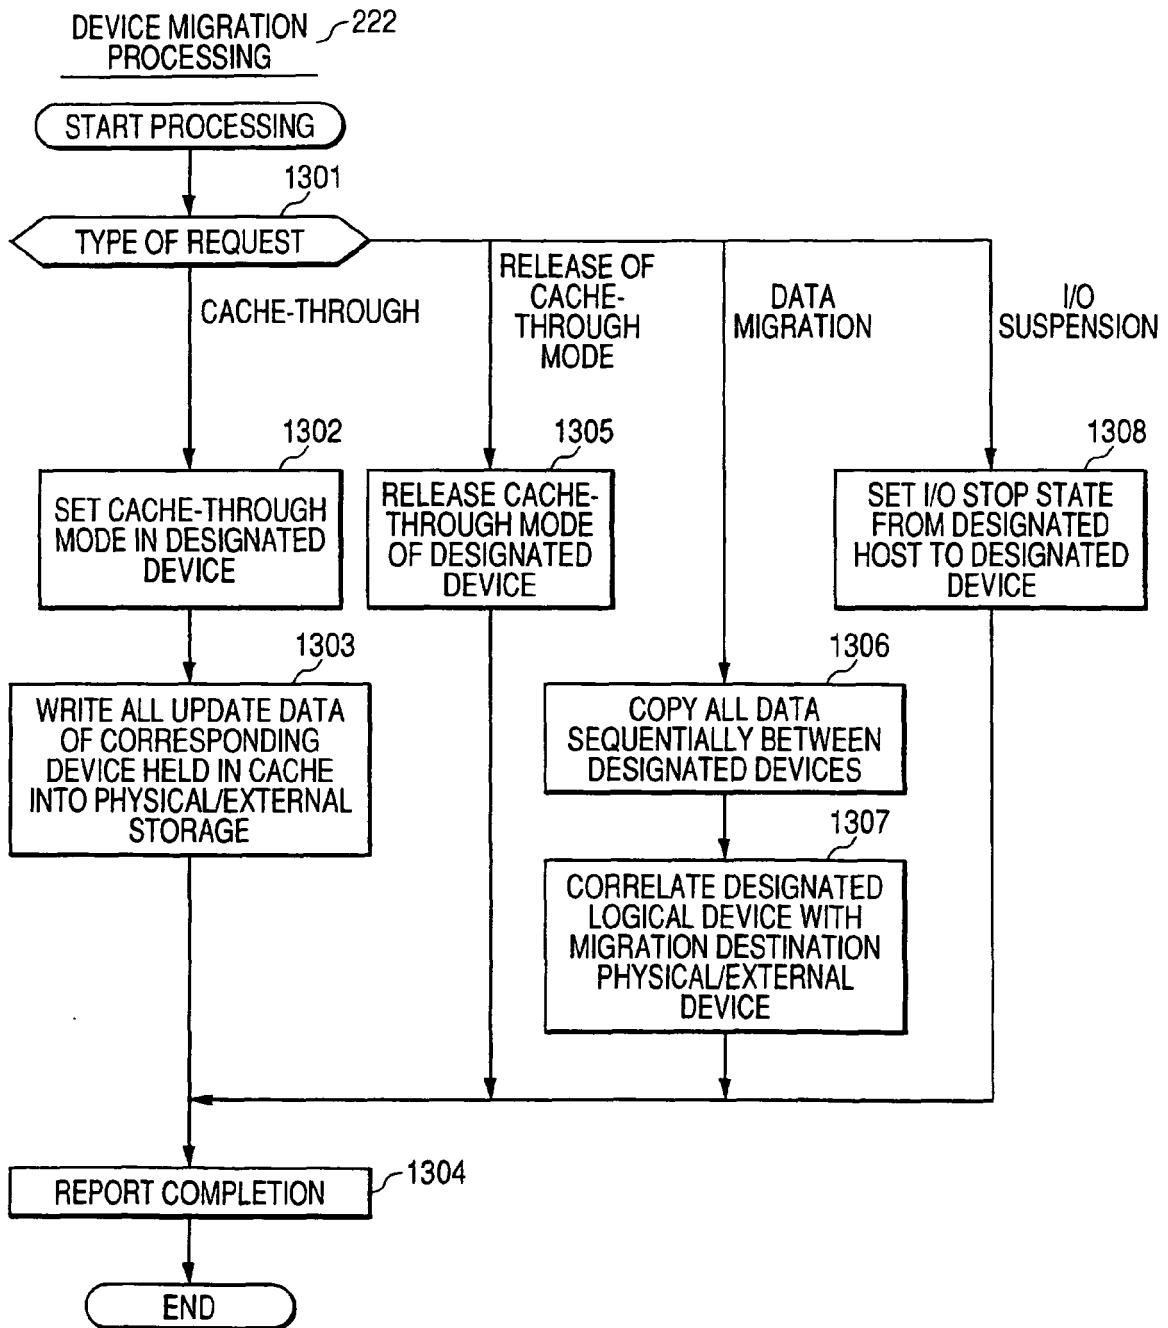 DEVICE MIGRATION
PROCESSING
222
START PROCESSING
1301
TYPE OF REQUEST
CACHE-THROUGH
RELEASE OF
CACHE-
THROUGH
MODE
DATA
MIGRATION
I/O
SUSPENSION
1302
SET CACHE-THROUGH
MODE IN DESIGNATED
DEVICE
1305
RELEASE CACHE-
THROUGH MODE
OF DESIGNATED
DEVICE
1308
SET I/O STOP STATE
FROM DESIGNATED
HOST TO DESIGNATED
DEVICE
1303
WRITE ALL UPDATE DATA
OF CORRESPONDING
DEVICE HELD IN CACHE
INTO PHYSICAL/EXTERNAL
STORAGE
1306
COPY ALL DATA
SEQUENTIALLY BETWEEN
DESIGNATED DEVICES
1307
CORRELATE DESIGNATED
LOGICAL DEVICE WITH
MIGRATION DESTINATION
PHYSICAL/EXTERNAL
DEVICE
REPORT COMPLETION
1304
END